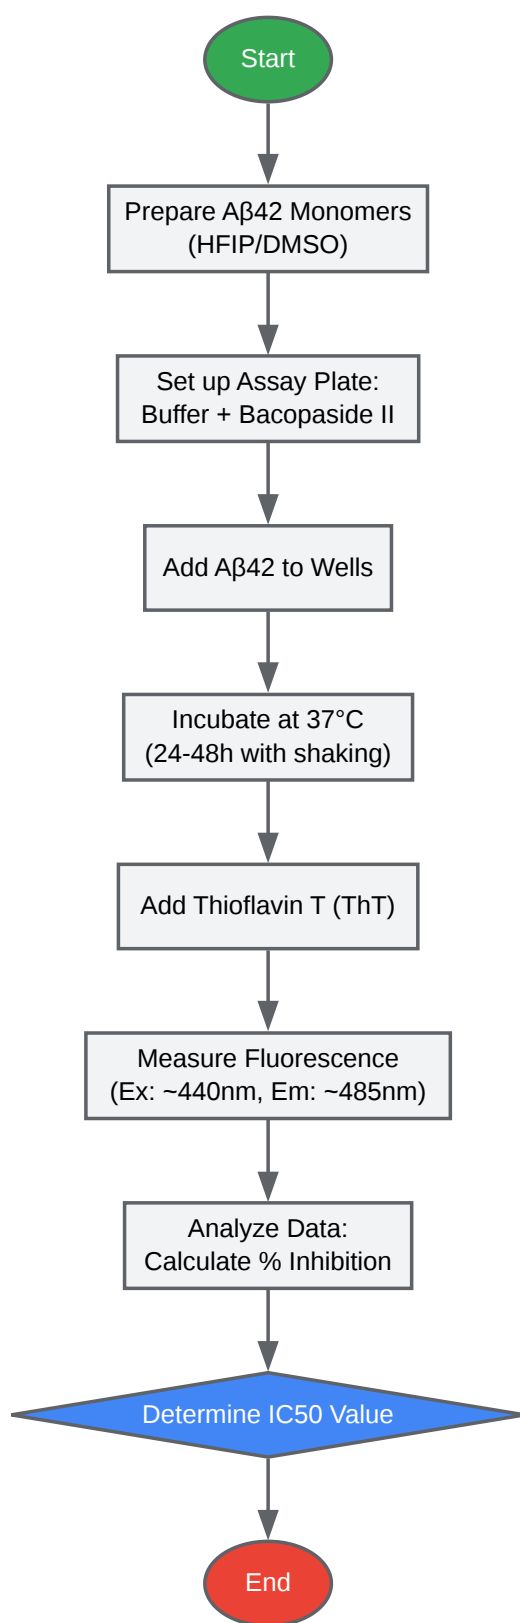 Start
Prepare Aβ42 Monomers
(HFIP/DMSO)
Set up Assay Plate:
Buffer + Bacopaside II
Add Aβ42 to Wells
Incubate at 37°C
(24-48h with shaking)
Add Thioflavin T (ThT)
Measure Fluorescence
(Ex: ~440nm, Em: ~485nm)
Analyze Data:
Calculate % Inhibition
Determine IC50 Value
End